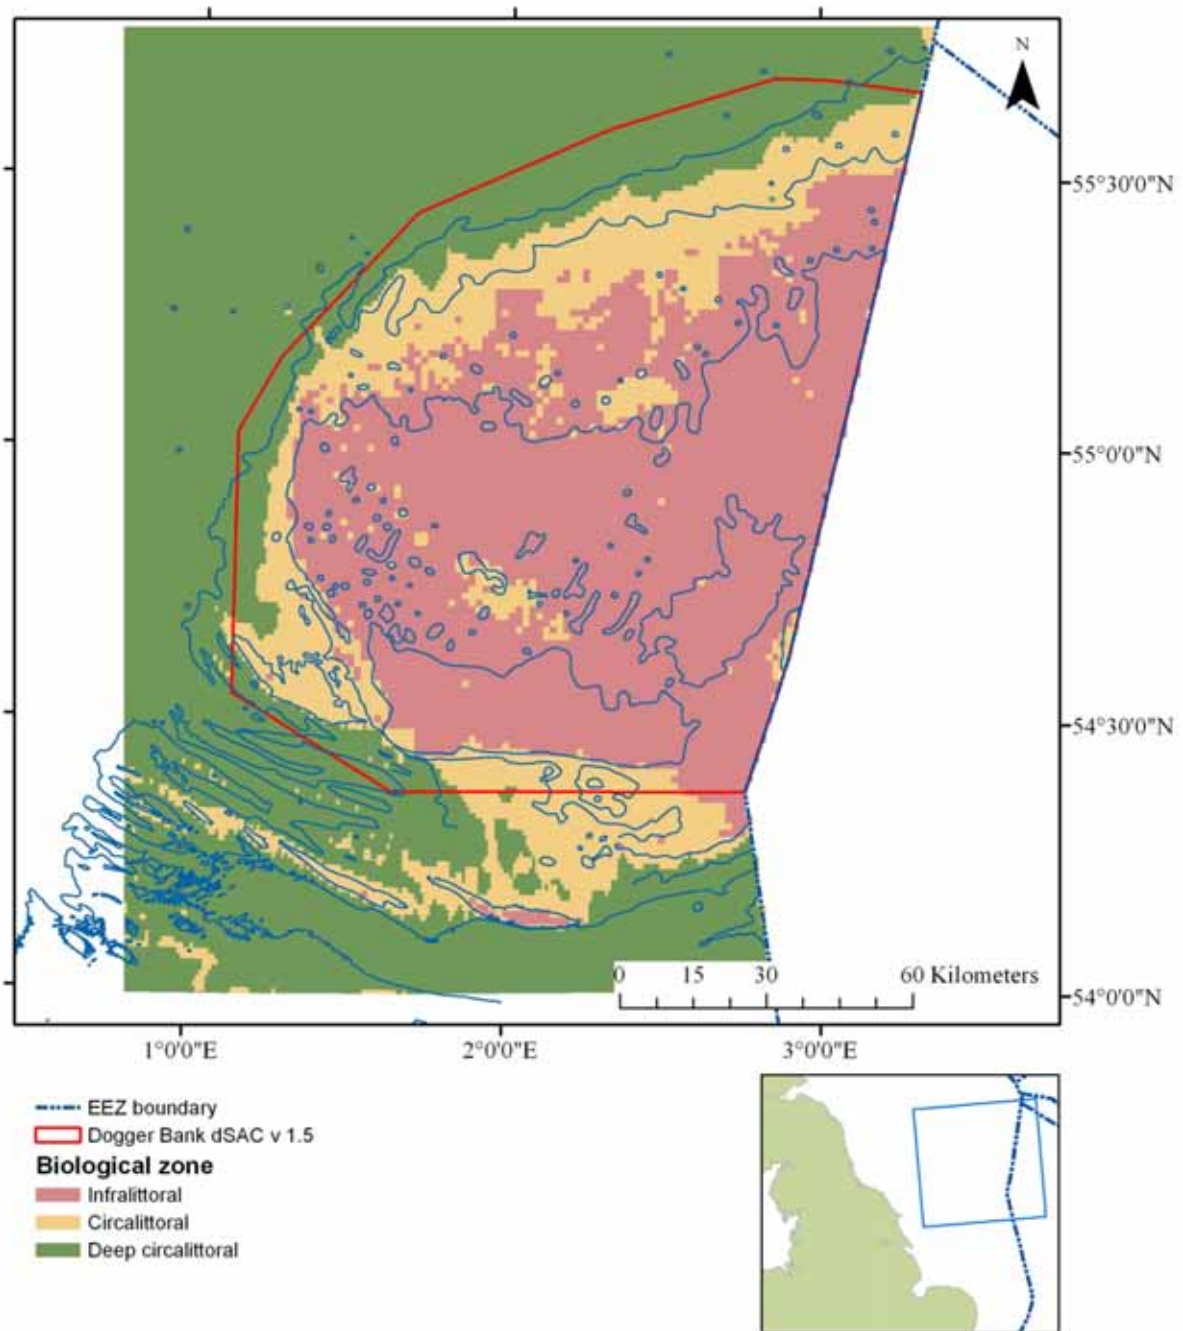 N
55°30'0"N
55°0'0"N
54°30'0"N
0 15 30 60 Kilometers
54°0'0"N
1°0'0"E 2°0'0"E 3°0'0"E
EEZ boundary
Dogger Bank dSAC v 1.5
Biological zone
Infralittoral
Circalittoral
Deep circalittoral